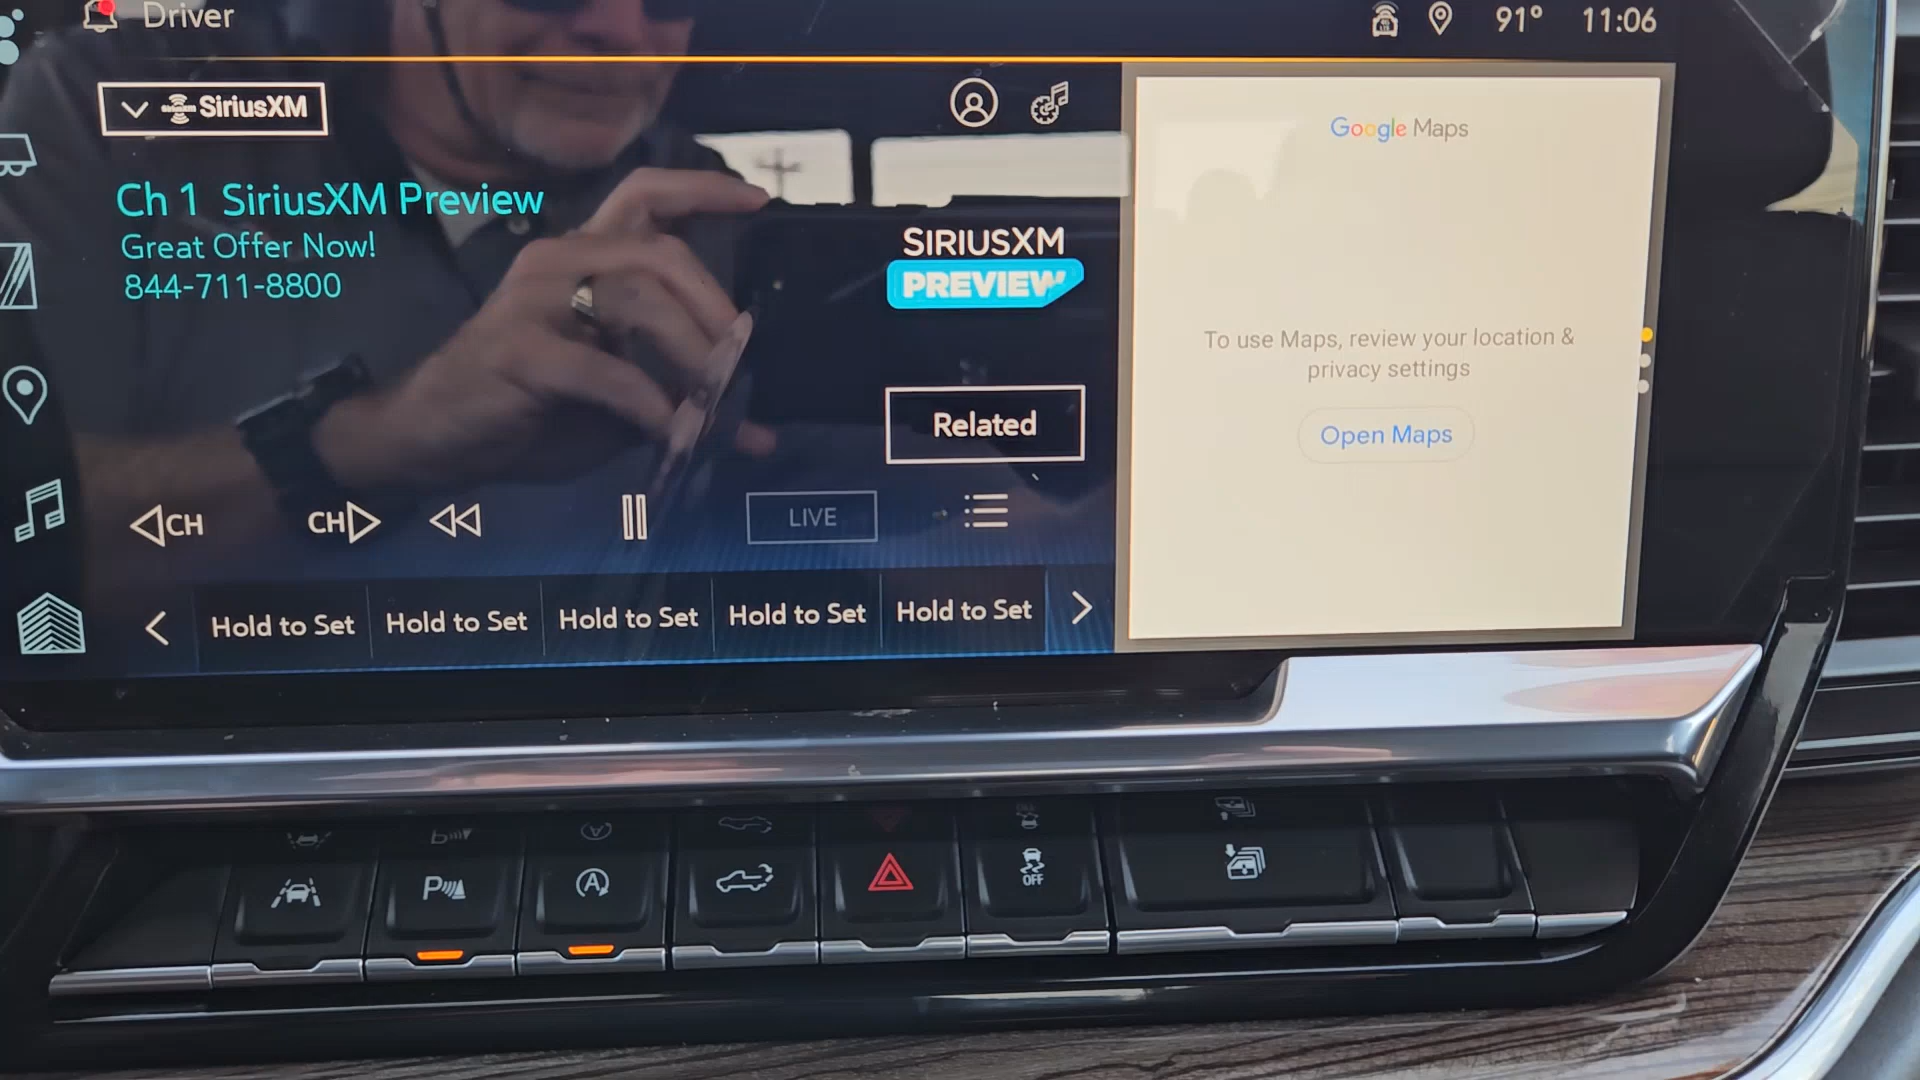 Driver
91° 11:06
SiriusXM
Google Maps
Ch 1 SiriusXM Preview
Great Offer Now!
844-711-8800
SIRIUSXM
PREVIEW
To use Maps, review your location &
privacy settings
Open Maps
Related
CH
CH
LIVE
Hold to Set
Hold to Set
Hold to Set
Hold to Set
Hold to Set
P
A
OFF